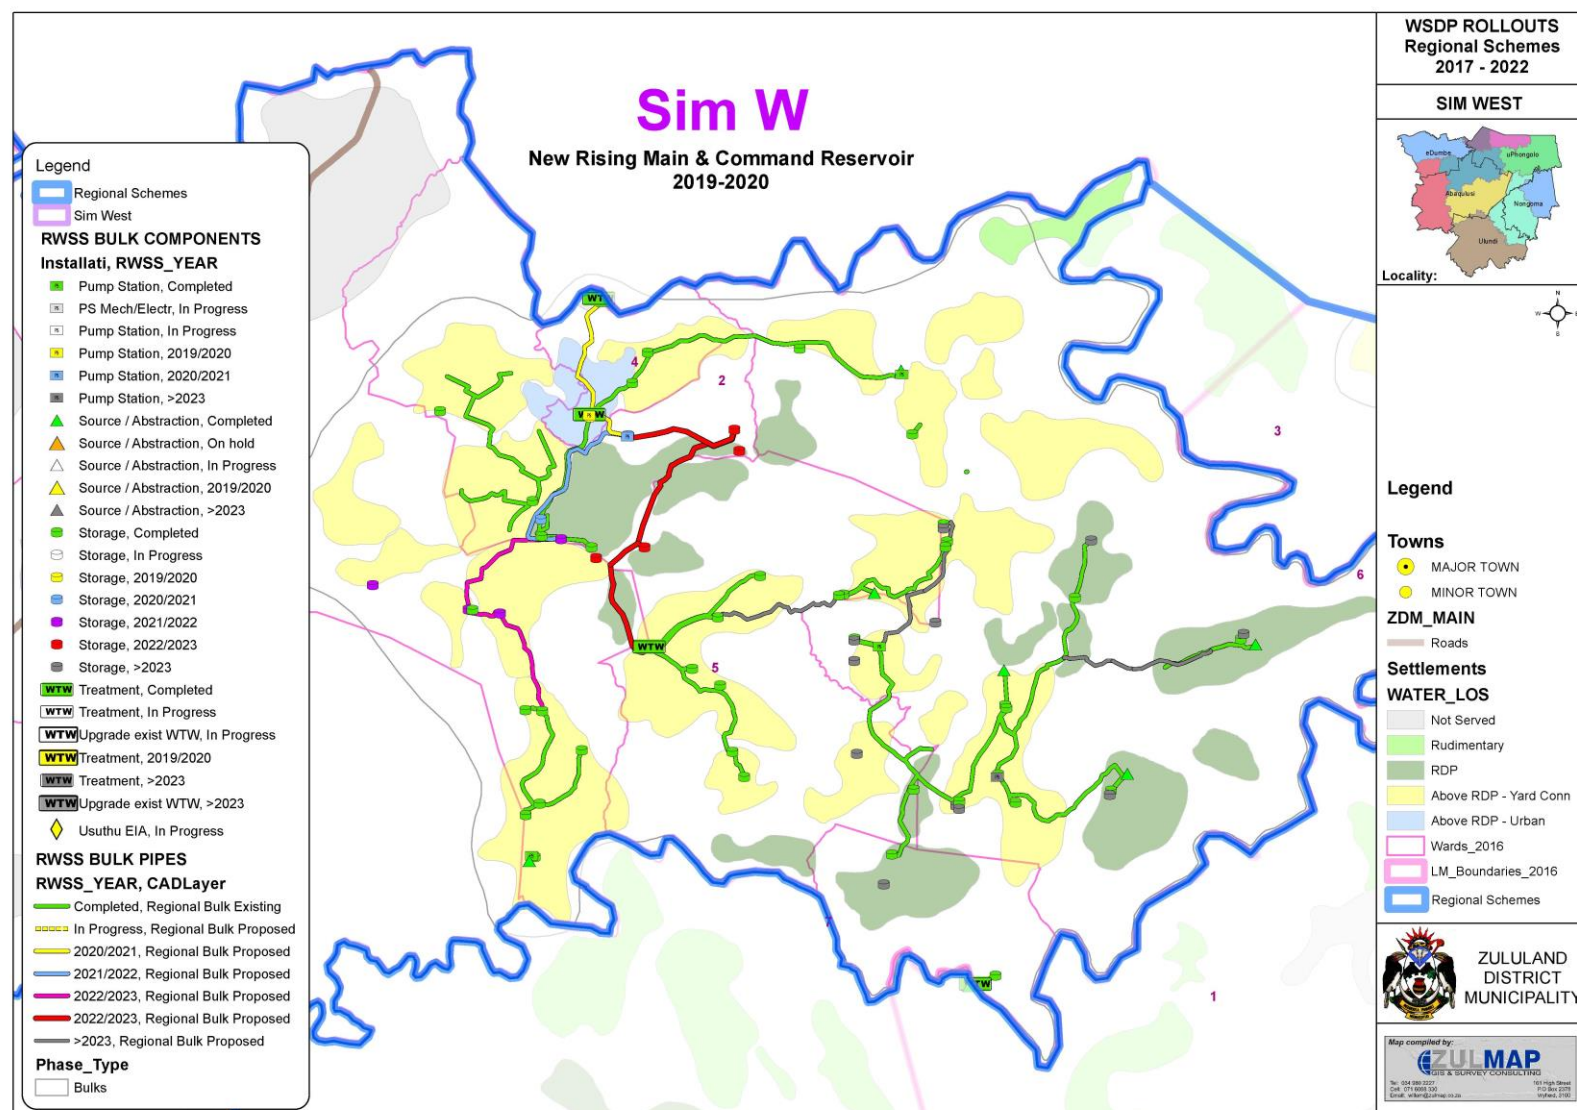 Sim W
New Rising Main & Command Reservoir
2019-2020
Legend
Regional Schemes
Sim West
RWSS BULK COMPONENTS
Installati, RWSS_YEAR
Pump Station, Completed
PS Mech/Electr, In Progress
Pump Station, In Progress
Pump Station, 2019/2020
Pump Station, 2020/2021
Pump Station, >2023
Source / Abstraction, Completed
Source / Abstraction, On hold
Source / Abstraction, In Progress
Source / Abstraction, 2019/2020
Source / Abstraction, >2023
Storage, Completed
Storage, In Progress
Storage, 2019/2020
Storage, 2020/2021
Storage, 2021/2022
Storage, 2022/2023
Storage, >2023
WTW Treatment, Completed
WTW Treatment, In Progress
WTW Upgrade exist WTW, In Progress
WTW Treatment, 2019/2020
WTW Treatment, >2023
WTW Upgrade exist WTW, >2023
Usuthu EIA, In Progress
RWSS BULK PIPES
RWSS_YEAR, CADLayer
Completed, Regional Bulk Existing
In Progress, Regional Bulk Proposed
2020/2021, Regional Bulk Proposed
2021/2022, Regional Bulk Proposed
2022/2023, Regional Bulk Proposed
2022/2023, Regional Bulk Proposed
>2023, Regional Bulk Proposed
Phase_Type
Bulks
4
2
3
6
WTW
5
7
1
WSDP ROLLOUTS
Regional Schemes
2017 - 2022
SIM WEST
eDumbe
uPhongolo
Abaqulusi
Nongoma
Ulundi
Locality:
N
W
E
S
Legend
Towns
MAJOR TOWN
MINOR TOWN
ZDM_MAIN
Roads
Settlements
WATER_LOS
Not Served
Rudimentary
RDP
Above RDP - Yard Conn
Above RDP - Urban
Wards_2016
LM_Boundaries_2016
Regional Schemes
ZULULAND
DISTRICT
MUNICIPALITY
Map compiled by:
ZULMAP
GIS & SURVEY CONSULTING